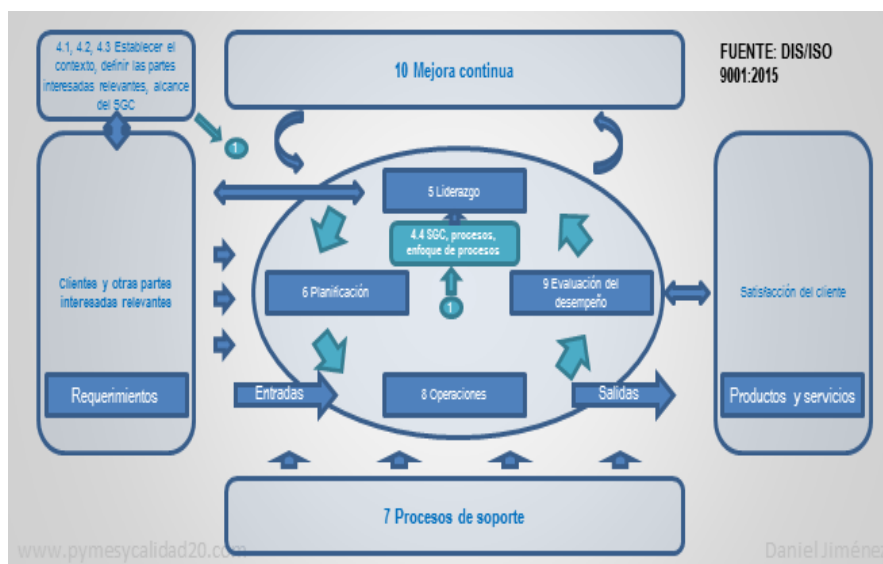 4.1, 4.2, 4.3 Establecer el
contexto, definir las partes
interesadas relevantes, alcance
del SGC
10 Mejora continua
FUENTE: DIS/ISO
9001:2015
1
5 Liderazgo
4.4 SGC, procesos,
enfoque de procesos
Clientes y otras partes
interesadas relevantes
6 Planificación
1
9 Evaluación del
desempeño
Satisfacción del cliente
Requerimientos
Entradas
8 Operaciones
Salidas
Productos y servicios
7 Procesos de soporte
www.pymesycalidad20.com
Daniel Jiménez